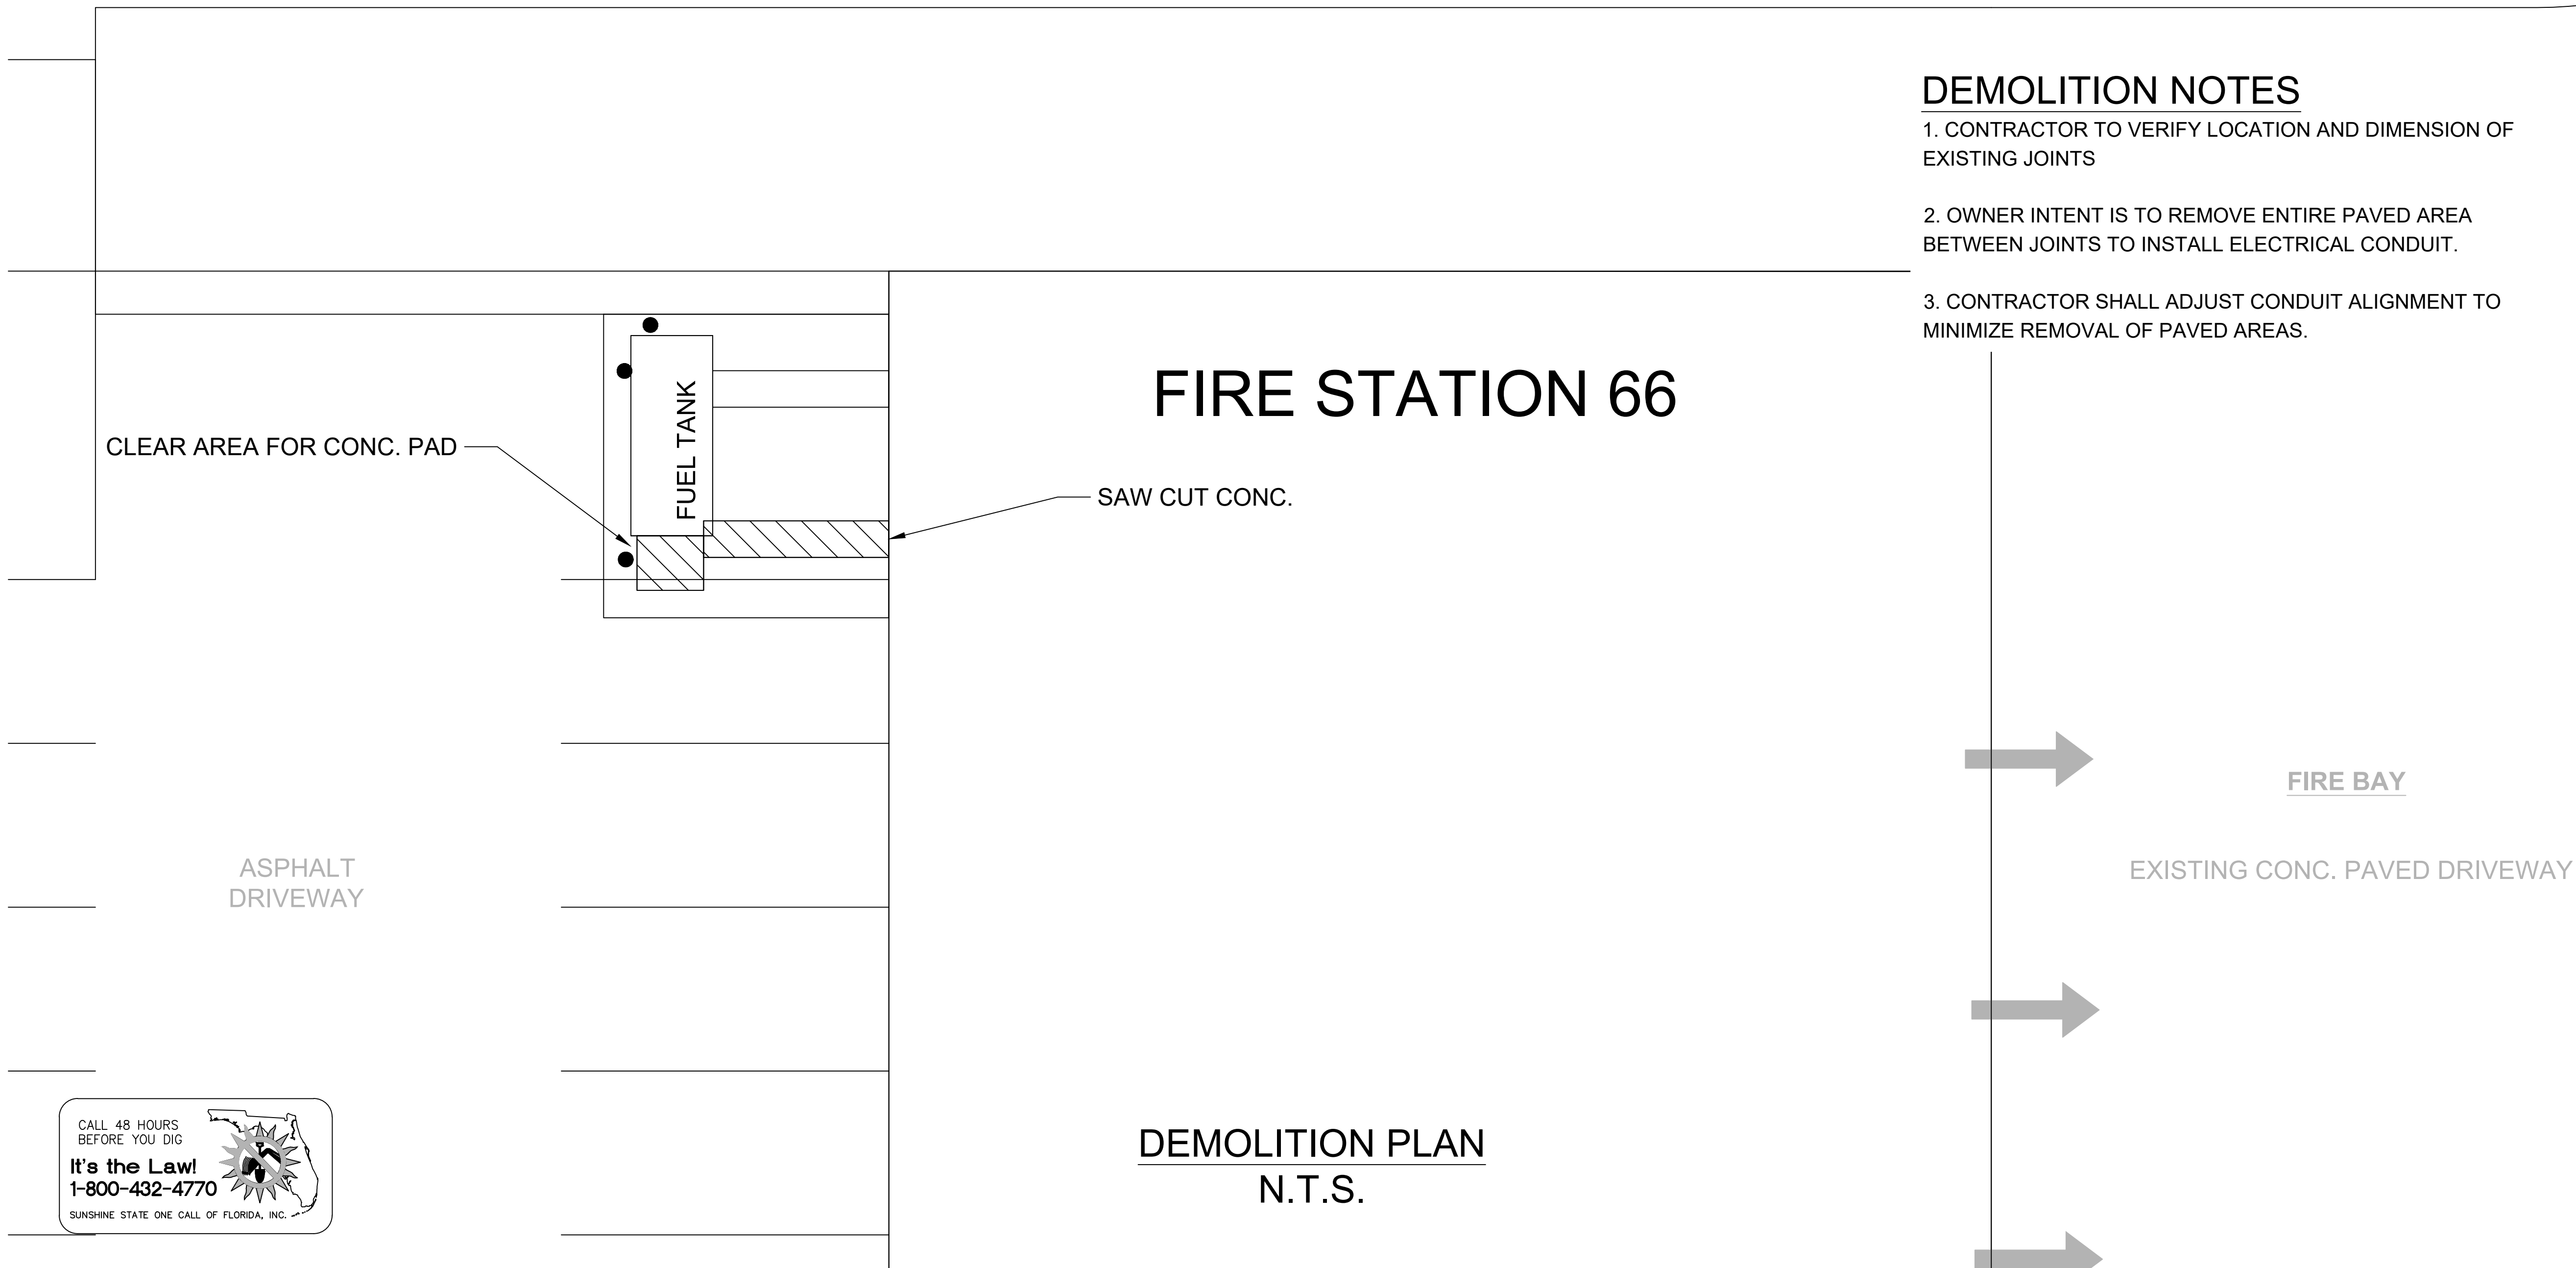 DEMOLITION NOTES
1. CONTRACTOR TO VERIFY LOCATION AND DIMENSION OF
EXISTING JOINTS
2. OWNER INTENT IS TO REMOVE ENTIRE PAVED AREA
BETWEEN JOINTS TO INSTALL ELECTRICAL CONDUIT.
3. CONTRACTOR SHALL ADJUST CONDUIT ALIGNMENT TO
MINIMIZE REMOVAL OF PAVED AREAS.
FIRE STATION 66
FUEL TANK
CLEAR AREA FOR CONC. PAD
SAW CUT CONC.
FIRE BAY
EXISTING CONC. PAVED DRIVEWAY
ASPHALT
DRIVEWAY
CALL 48 HOURS
BEFORE YOU DIG
It's the Law!
1-800-432-4770
SUNSHINE STATE ONE CALL OF FLORIDA, INC.
DEMOLITION PLAN
N.T.S.